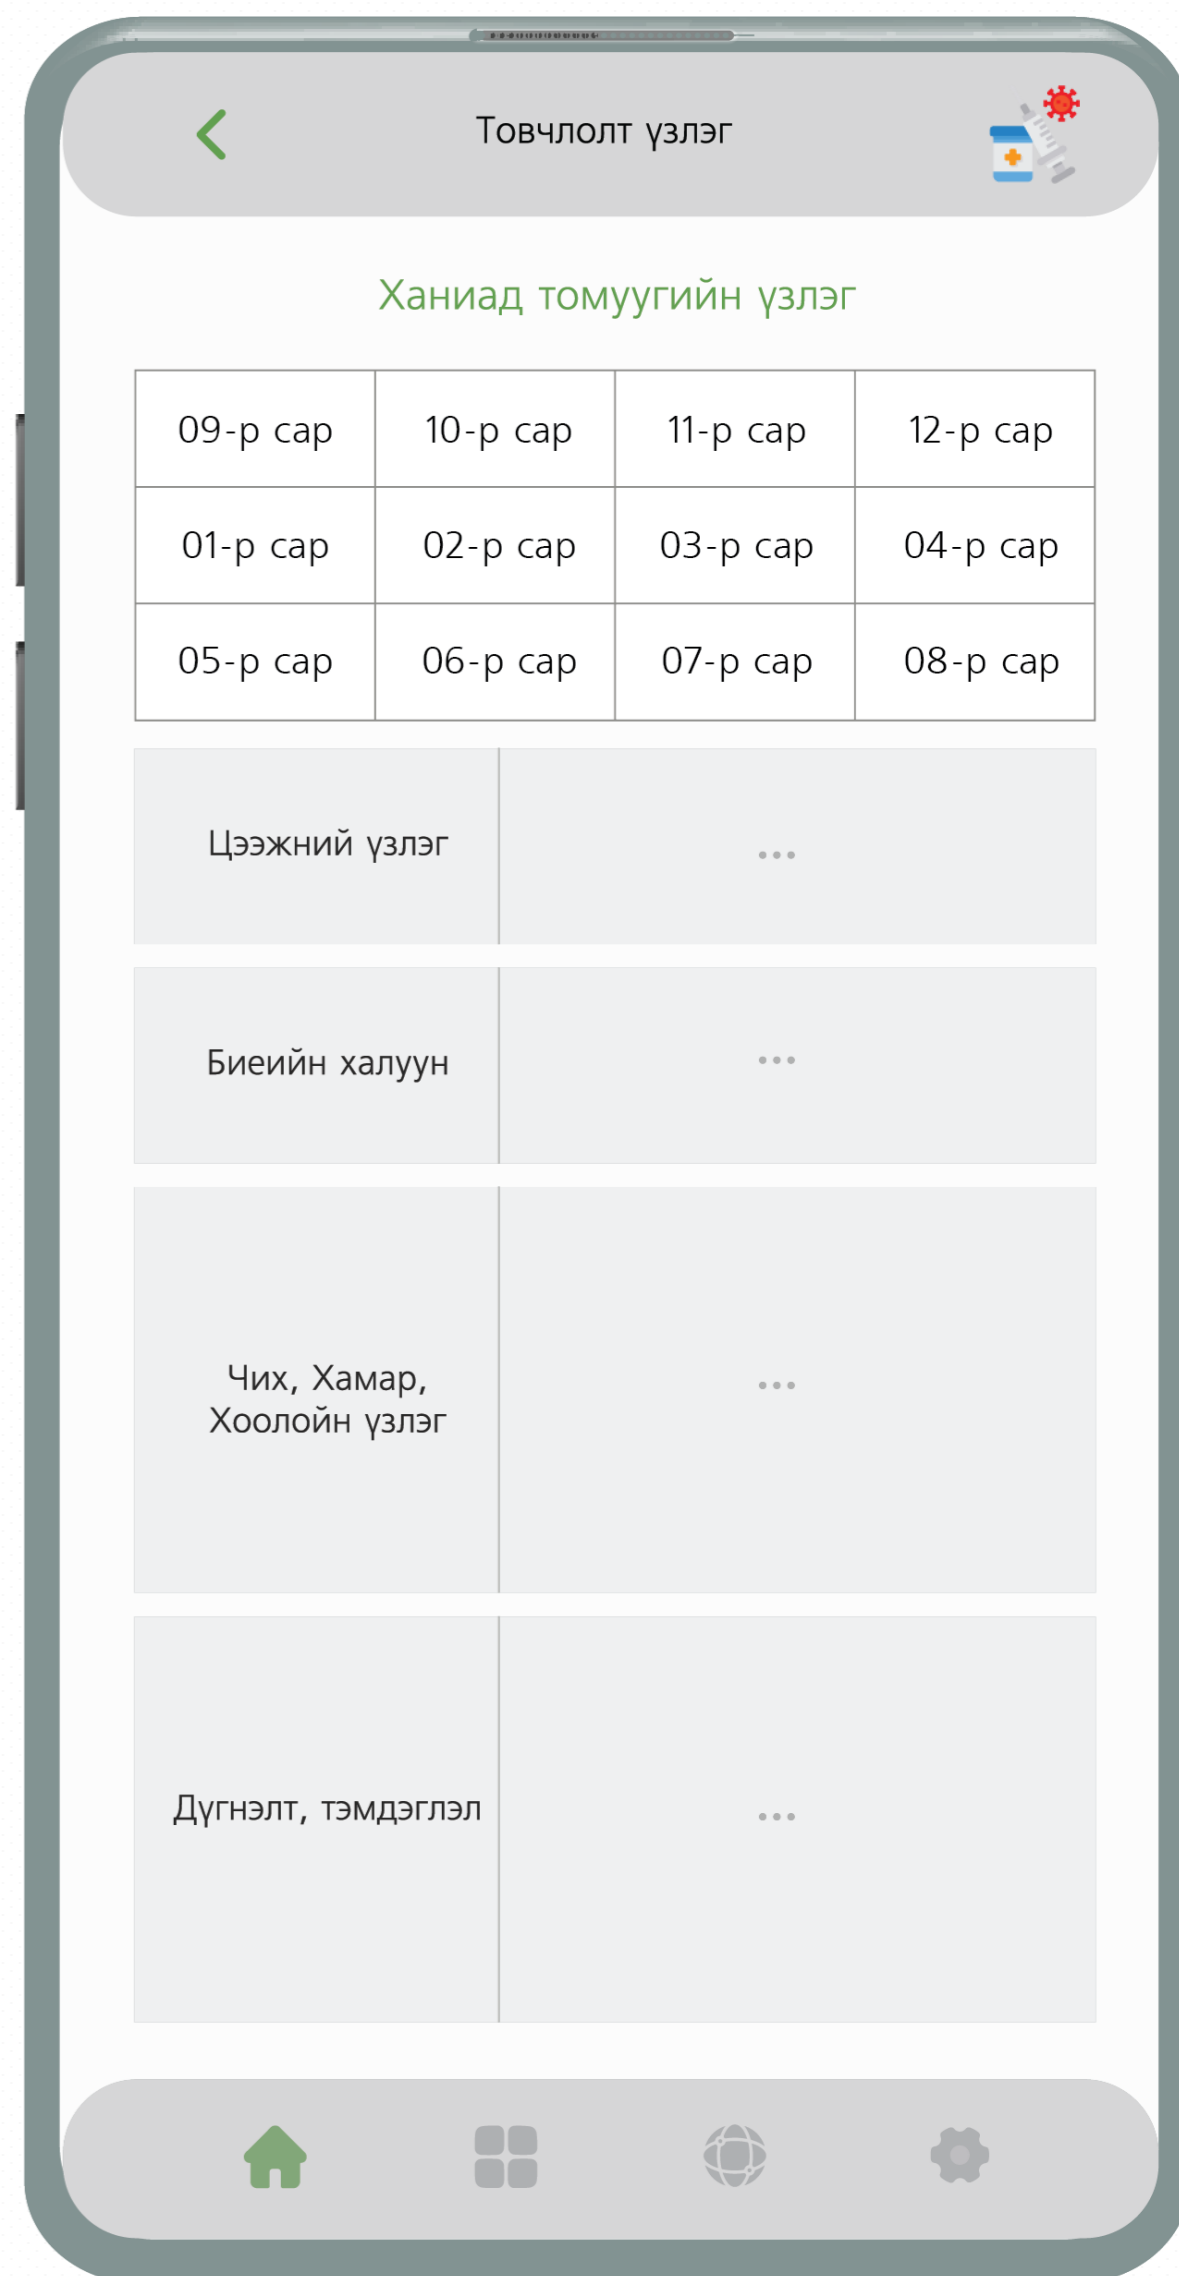 Товчлолт үзлэг
Ханиад томуугийн үзлэг
09-р сар 10-р сар 11-р сар 12-р сар
01-р сар 02-р сар 03-р сар 04-р сар
05-р сар 06-р сар 07-р сар 08-р сар
Цээжний үзлэг ...
Биеийн халуун ...
Чих, Хамар, ...
Хоолойн үзлэг
Дүгнэлт, тэмдэглэл ...